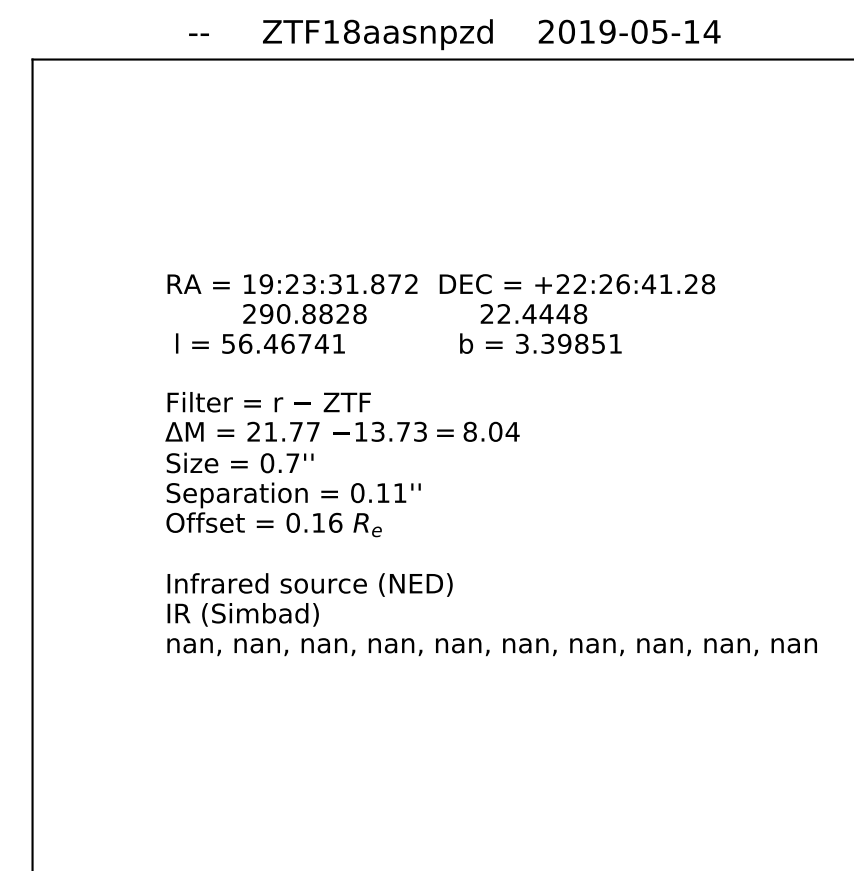 -- ZTF18aasnpzd 2019-05-14
RA = 19:23:31.872 DEC = +22:26:41.28
290.8828 22.4448
l = 56.46741 b = 3.39851
Filter = r − ZTF
ΔM = 21.77 −13.73 = 8.04
Size = 0.7''
Separation = 0.11''
Offset = 0.16 Re
Infrared source (NED)
IR (Simbad)
nan, nan, nan, nan, nan, nan, nan, nan, nan, nan